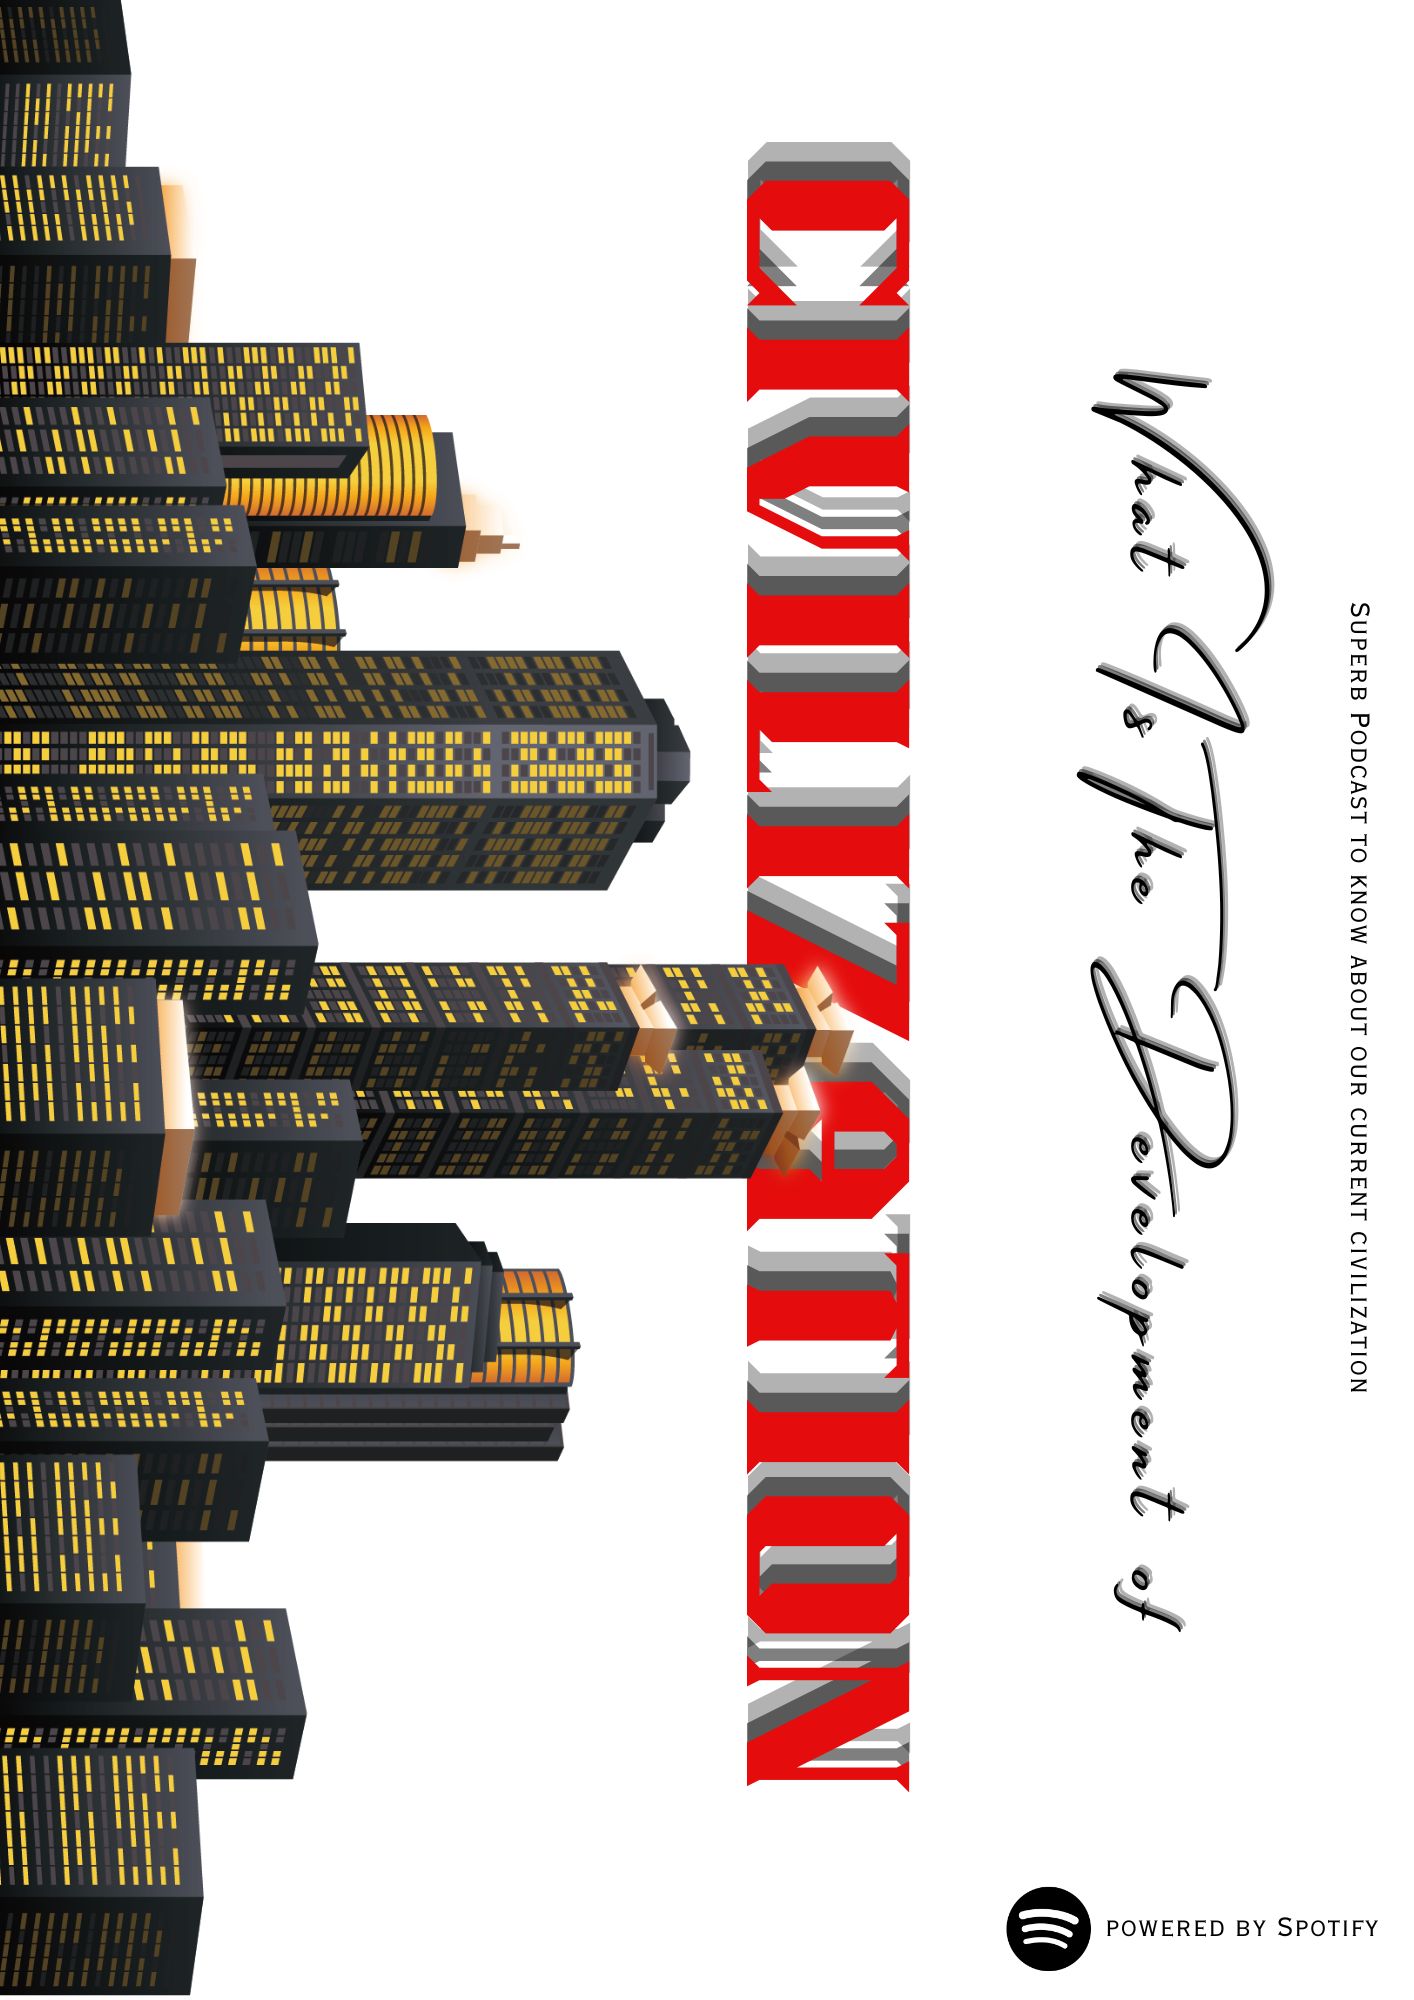 Superb Podcast to know about our current civilization
What Is The Development of
CIVILIZATION
powered by Spotify